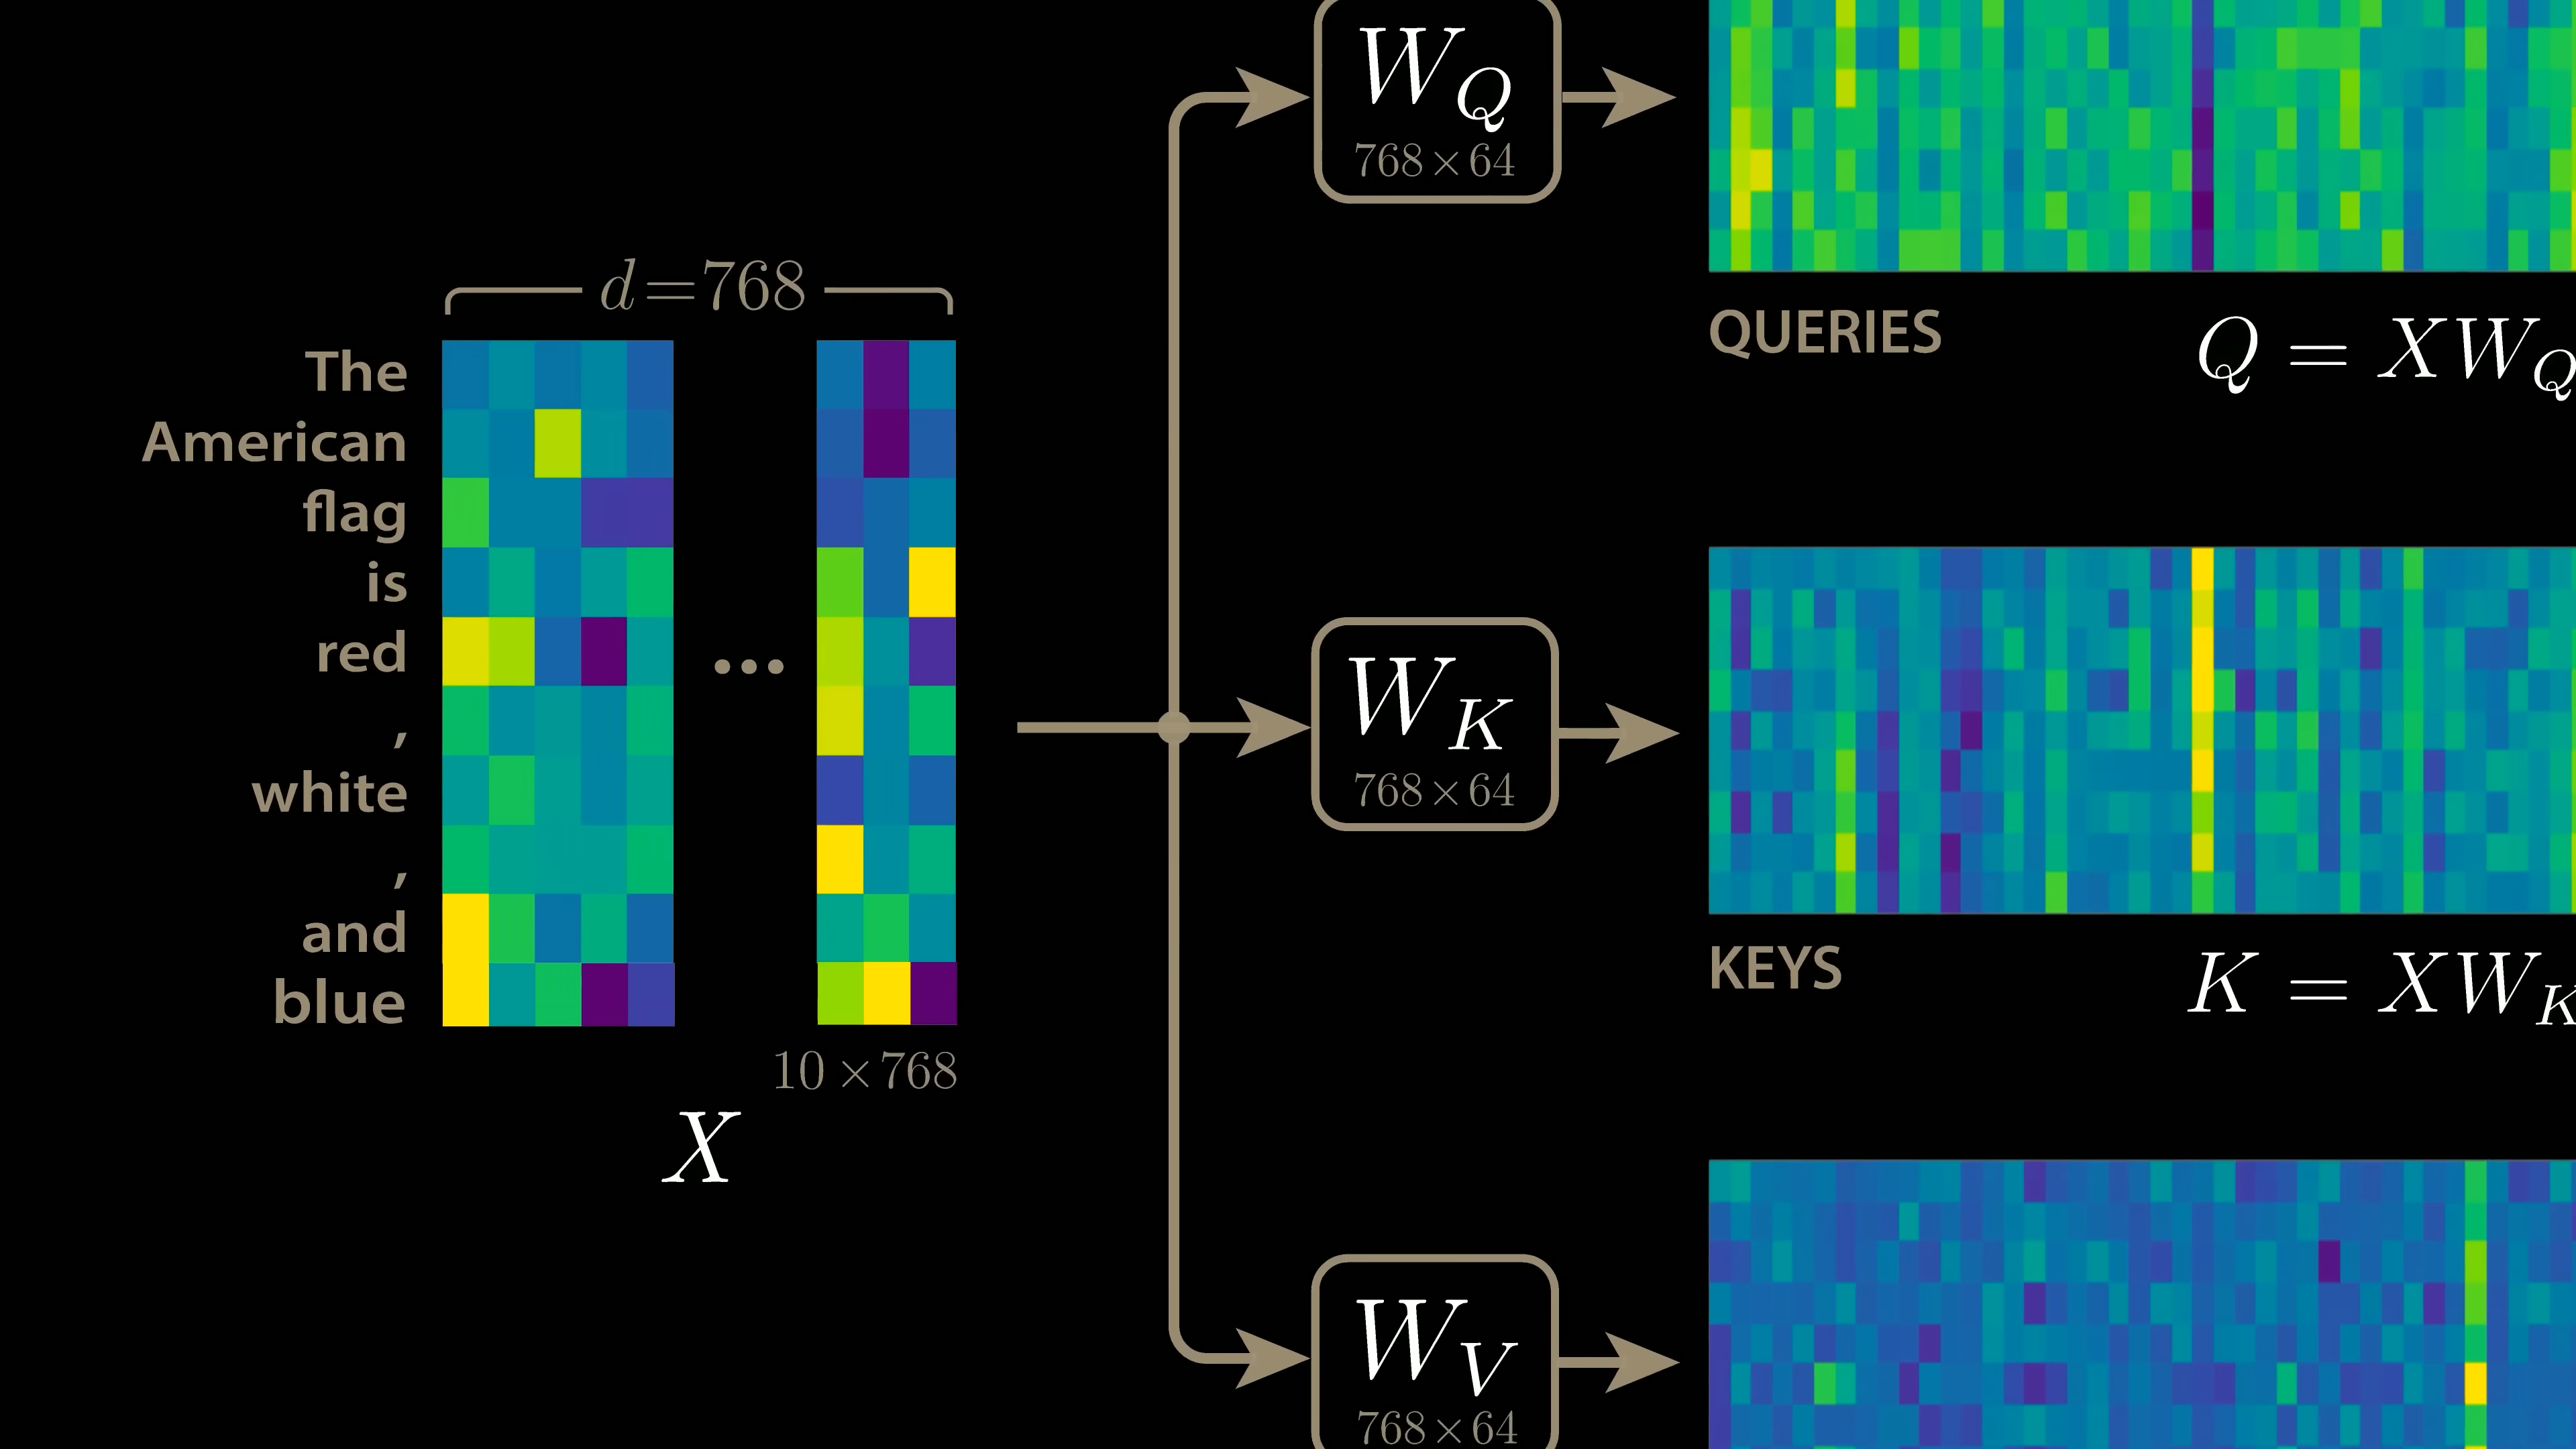 d=768
The
American
flag
is
red
,
white
,
and
blue
10×768
X
W_Q
768×64
W_K
768×64
W_V
768×64
QUERIES
Q = XW_Q
KEYS
K = XW_K